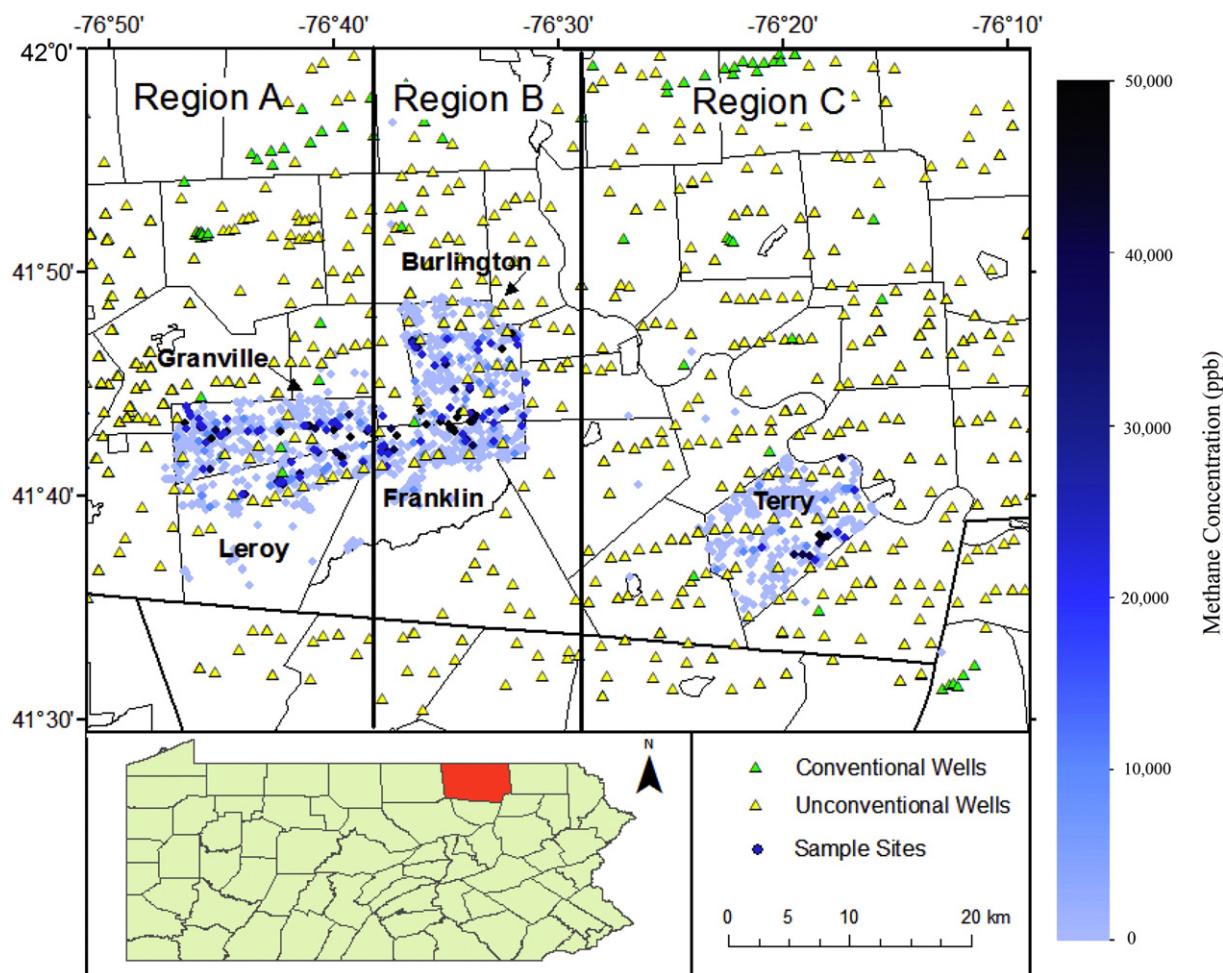 -76°50' -76°40' -76°30' -76°20' -76°10'
42°0'
Region A Region B Region C
41°50'
Burlington
Granville
41°40'
Franklin
Terry
Leroy
41°30'
50,000
40,000
30,000
20,000
10,000
0
Methane Concentration (ppb)
N
Conventional Wells
Unconventional Wells
Sample Sites
0 5 10 20 km